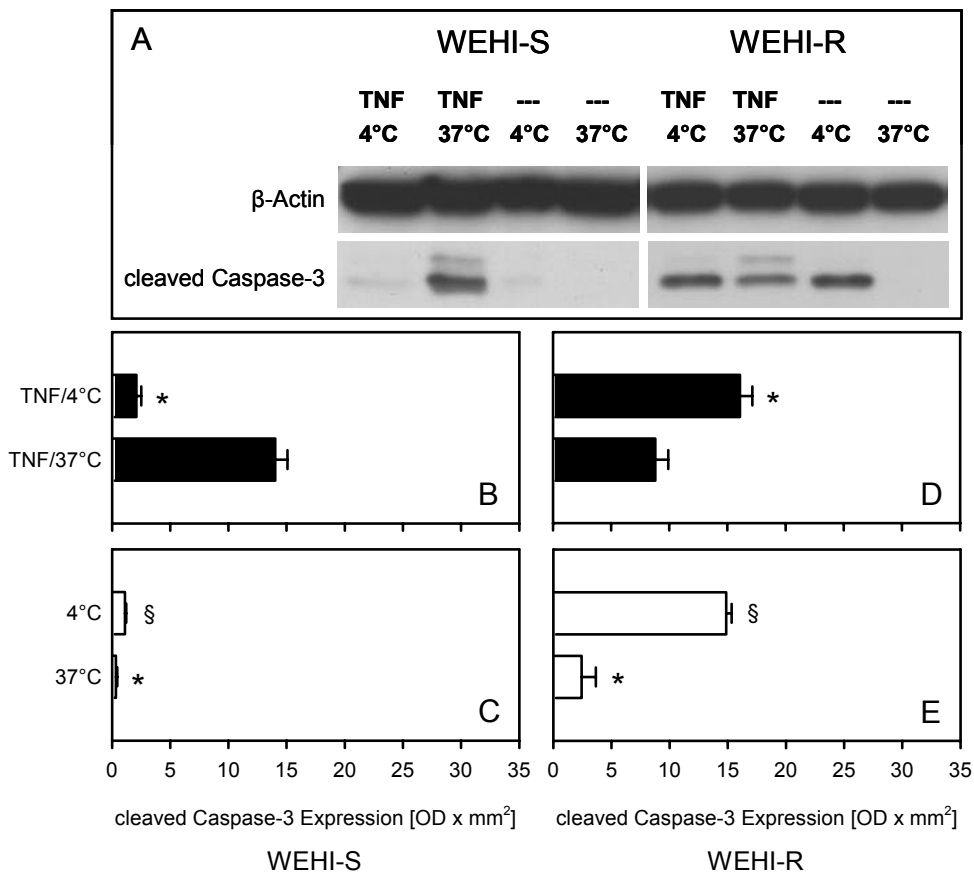 A
WEHI-S WEHI-R
TNF TNF --- --- TNF TNF --- ---
4°C 37°C 4°C 37°C 4°C 37°C 4°C 37°C
β-Actin
cleaved Caspase-3
TNF/4°C * *
TNF/37°C
B D
4°C § §
37°C * *
C E
0 5 10 15 20 25 30 35 0 5 10 15 20 25 30 35
cleaved Caspase-3 Expression [OD x mm²] cleaved Caspase-3 Expression [OD x mm²]
WEHI-S WEHI-R